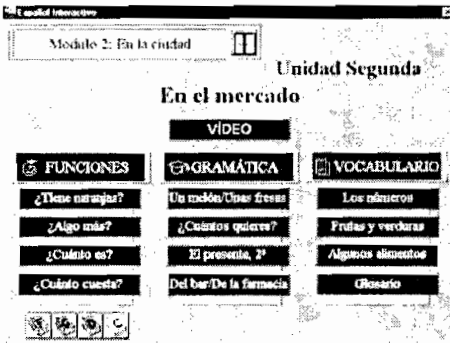 Español Interactivo
Modulo 2: En la ciudad
Unidad Segunda
En el mercado
VÍDEO
FUNCIONES
¿Tiene naranjas?
¿Algo más?
¿Cuánto es?
¿Cuánto cuesta?
GRAMÁTICA
Un melón/Unas fresas
¿Cuántos quieres?
El presente, 2ª
Del bar/De la farmacia
VOCABULARIO
Los números
Frutas y verduras
Algunos alimentos
Glosario